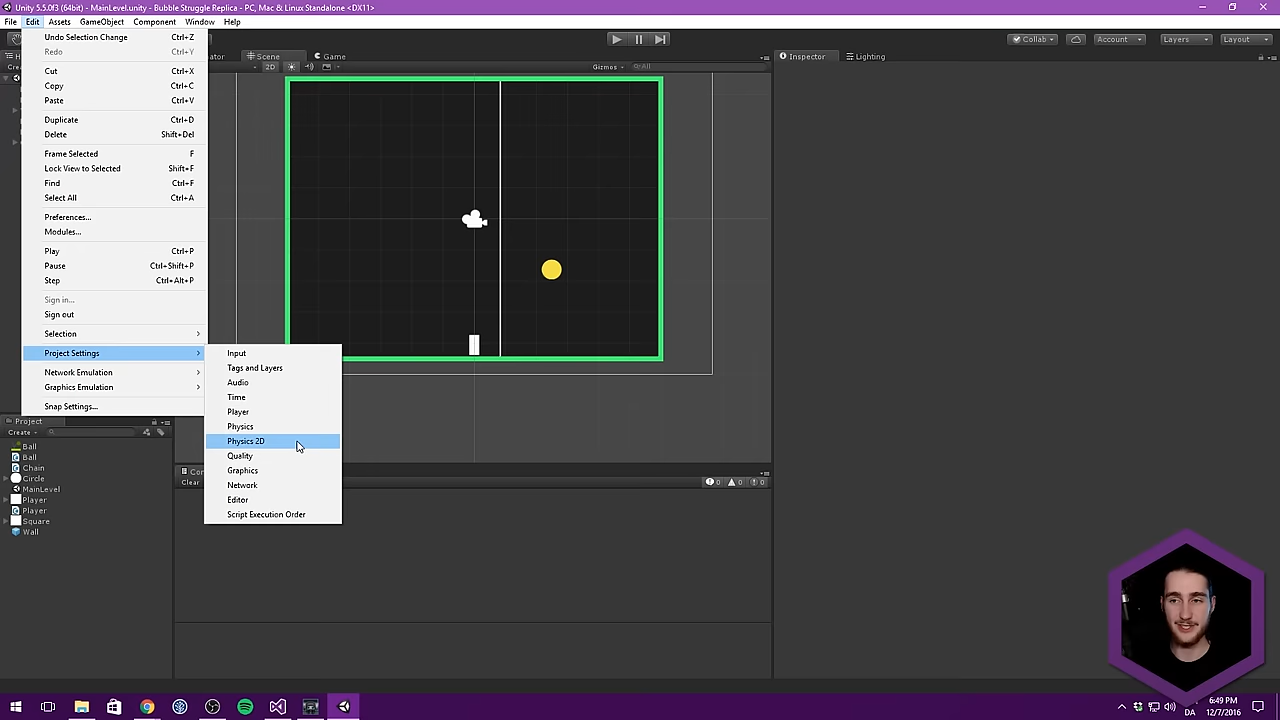 Unity 5.5.0f3 (64bit) - MainLevel.unity - Bubble Struggle Replica - PC, Mac & Linux Standalone <DX11>
File Edit Assets GameObject Component Window Help
Collab Account Layers Layout
Scene Game Inspector Lighting
2D Gizmos All
Undo Selection Change Ctrl+Z
Redo Ctrl+Y
Cut Ctrl+X
Copy Ctrl+C
Paste Ctrl+V
Duplicate Ctrl+D
Delete Shift+Del
Frame Selected F
Lock View to Selected Shift+F
Find Ctrl+F
Select All Ctrl+A
Preferences...
Modules...
Play Ctrl+P
Pause Ctrl+Shift+P
Step Ctrl+Alt+P
Sign in...
Sign out
Selection
Project Settings
Network Emulation
Graphics Emulation
Snap Settings...
Input
Tags and Layers
Audio
Time
Player
Physics
Physics 2D
Quality
Graphics
Network
Editor
Script Execution Order
Project
Create
Ball
Ball
Chain
Circle
MainLevel
Player
Player
Square
Wall
Clear
0 0 0
6:49 PM
DA
12/7/2016